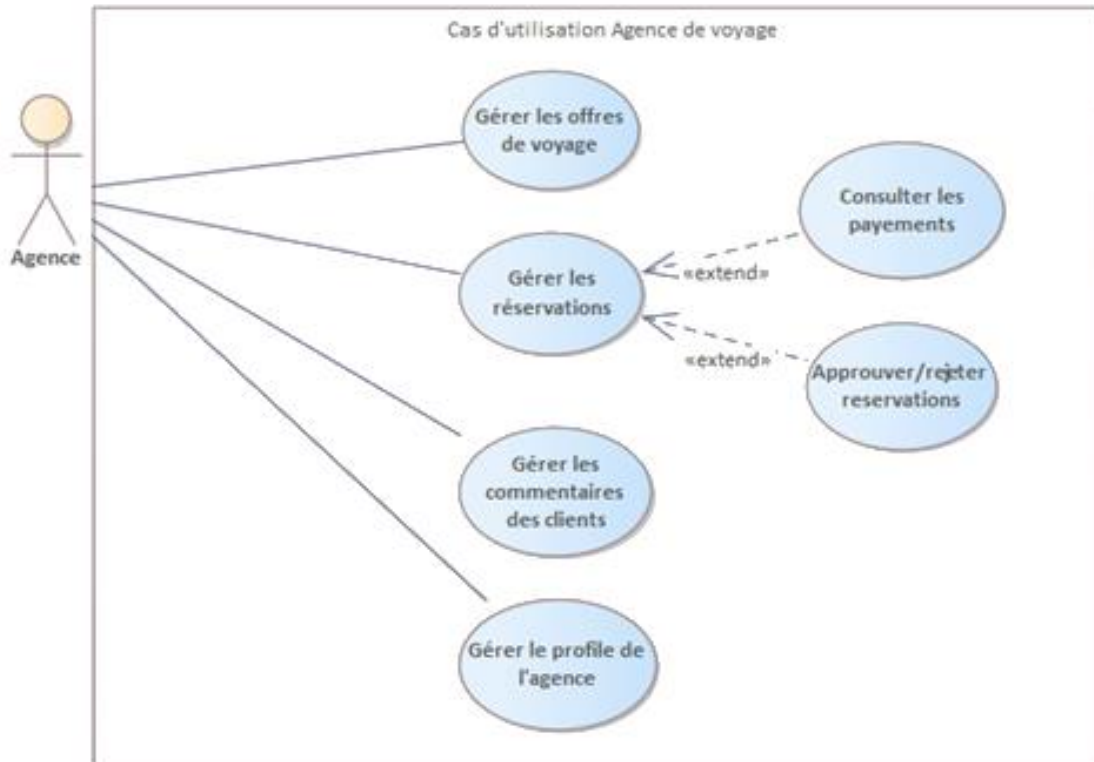 Cas d'utilisation Agence de voyage
Agence
Gérer les offres
de voyage
Consulter les
payements
«extend»
Gérer les
réservations
«extend»
Approuver/rejeter
reservations
Gérer les
commentaires
des clients
Gérer le profile de
l'agence